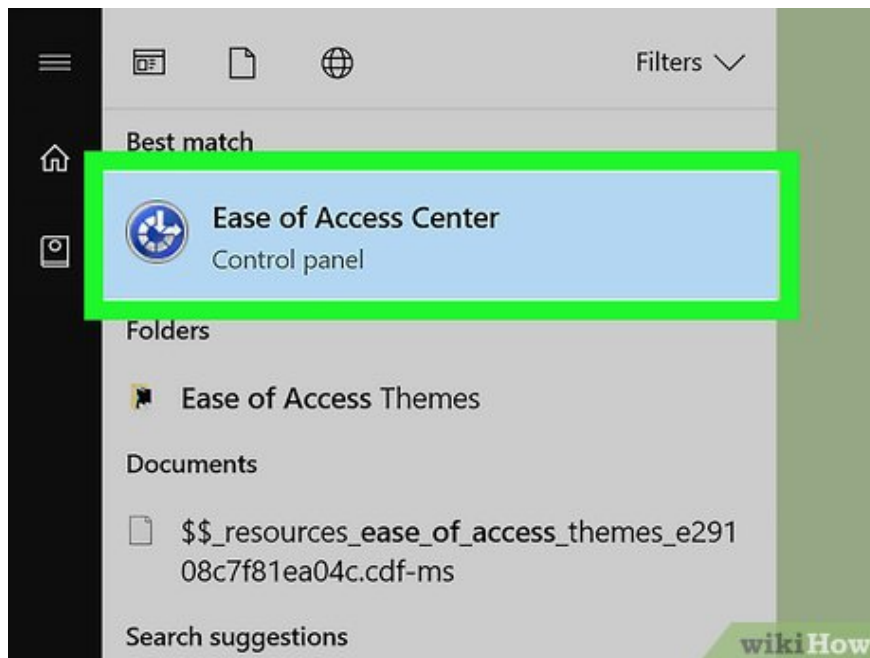 Filters
Best match
Ease of Access Center
Control panel
Folders
Ease of Access Themes
Documents
$$_resources_ease_of_access_themes_e291
08c7f81ea04c.cdf-ms
Search suggestions
wikiHow